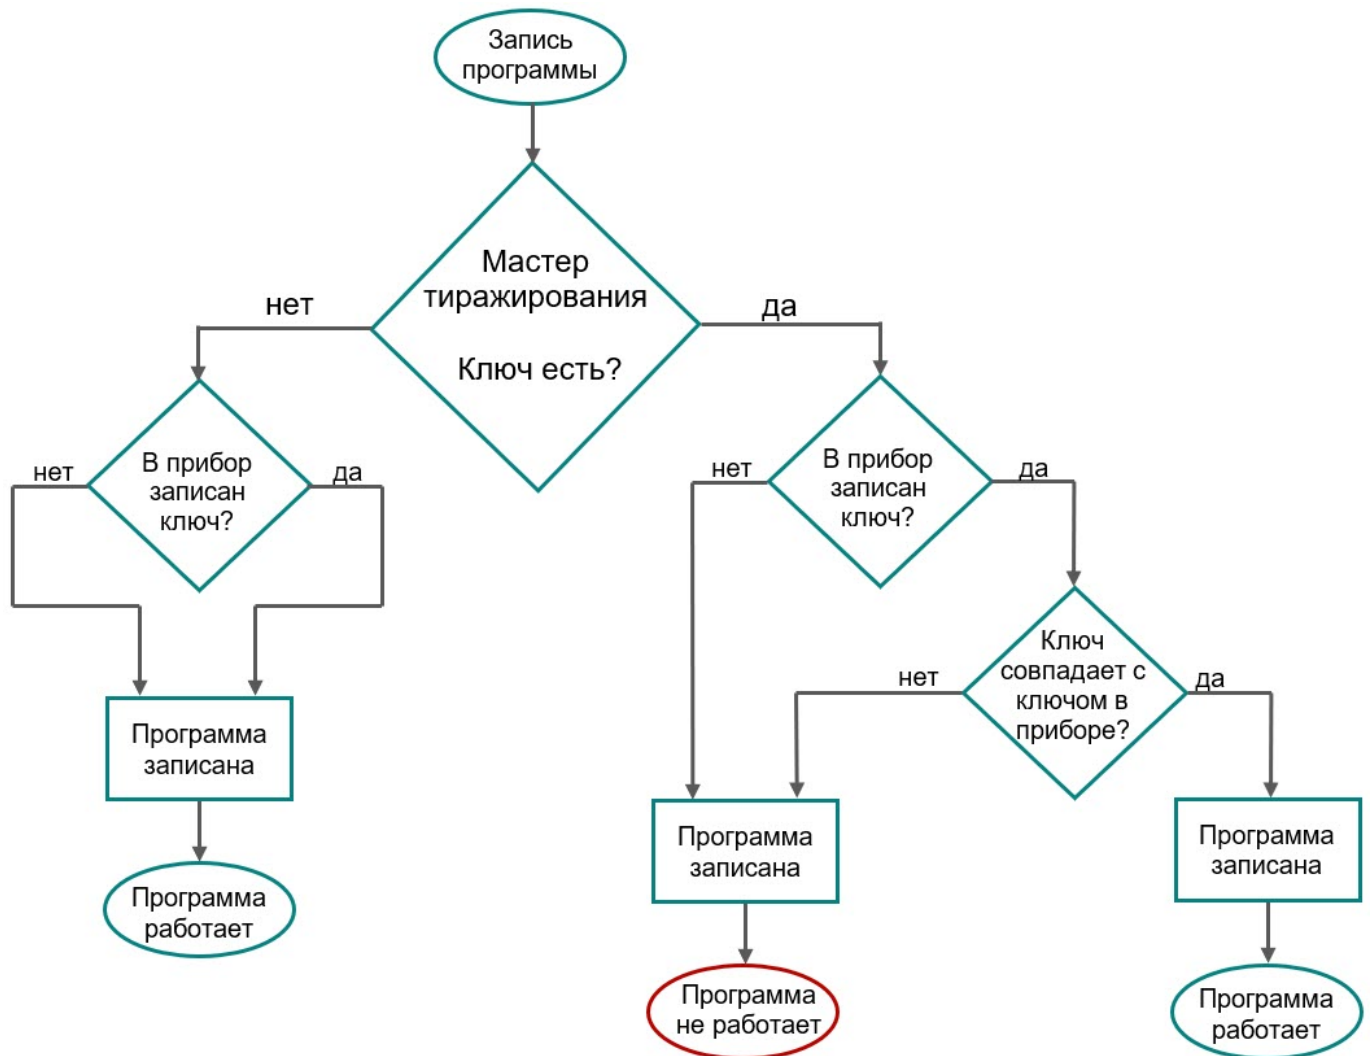 Запись
программы
Мастер
тиражирования
Ключ есть?
нет
да
В прибор
записан
ключ?
нет
да
В прибор
записан
ключ?
нет
да
Ключ
совпадает с
ключом в
приборе?
нет
да
Программа
записана
Программа
работает
Программа
записана
Программа
не работает
Программа
записана
Программа
работает